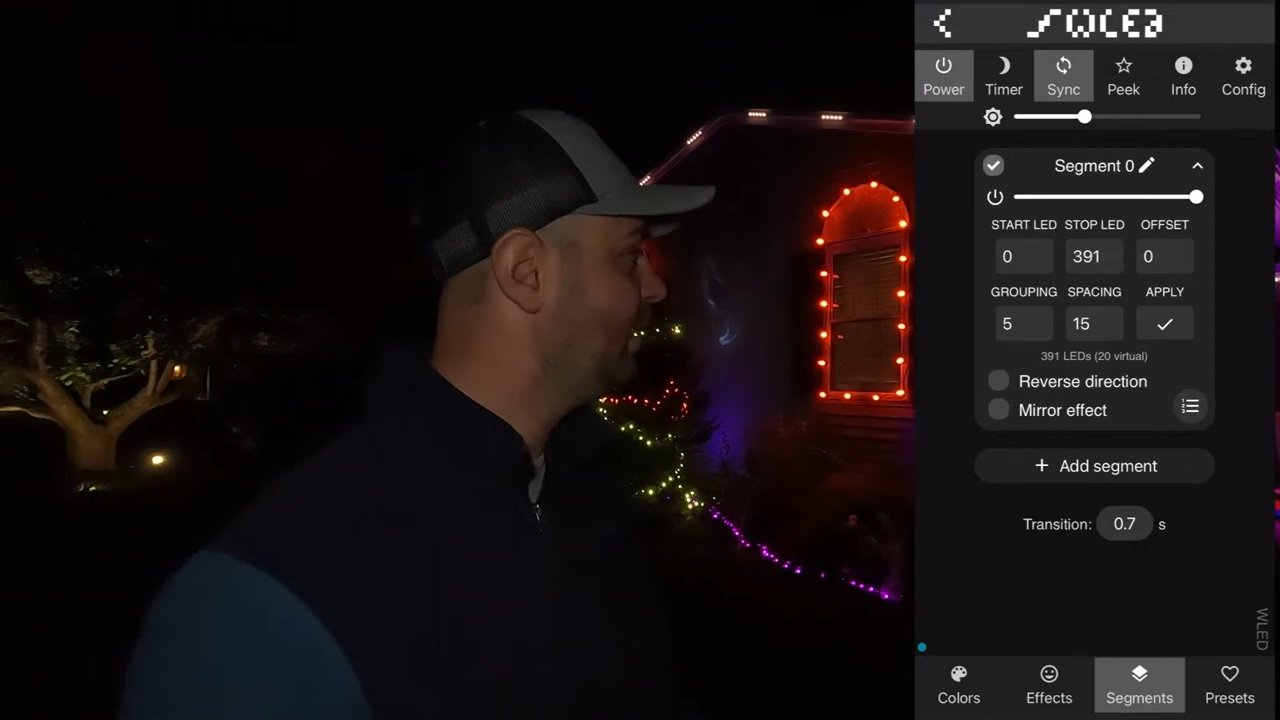 WLED
Power Timer Sync Peek Info Config
Segment 0
START LED STOP LED OFFSET
0 391 0
GROUPING SPACING APPLY
5 15
391 LEDs (20 virtual)
Reverse direction
Mirror effect
+ Add segment
Transition: 0.7 s
WLED
Colors Effects Segments Presets